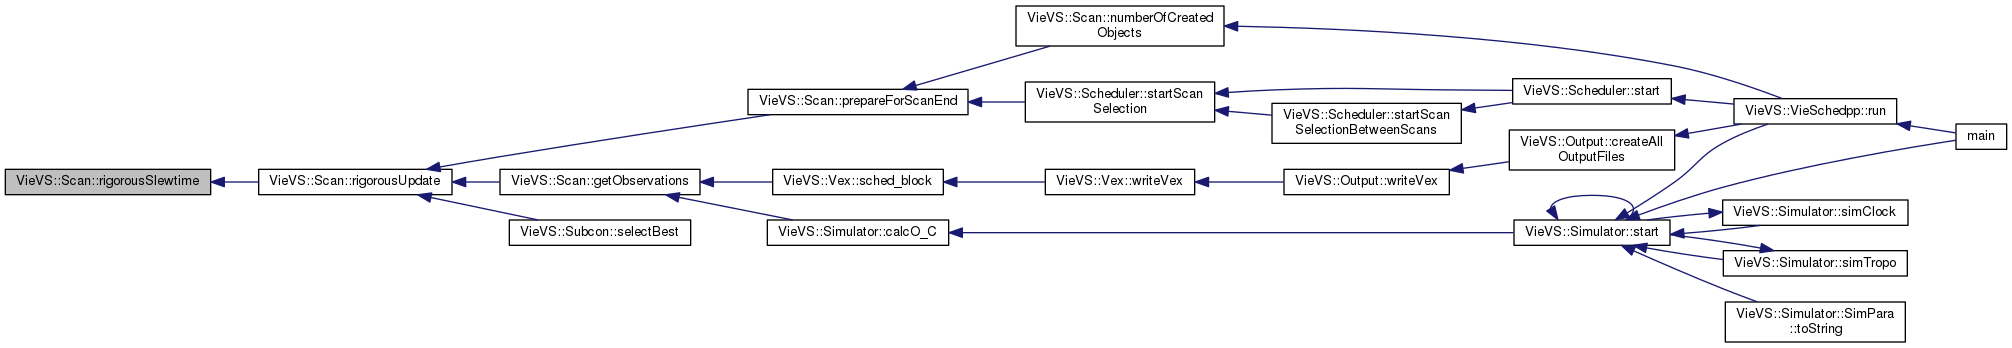 VieVS::Scan::rigorousSlewtime
VieVS::Scan::rigorousUpdate
VieVS::Scan::prepareForScanEnd
VieVS::Scan::numberOfCreated
Objects
VieVS::Scheduler::startScan
Selection
VieVS::Scheduler::startScan
SelectionBetweenScans
VieVS::Scheduler::start
VieVS::VieSchedpp::run
main
VieVS::Scan::getObservations
VieVS::Vex::sched_block
VieVS::Vex::writeVex
VieVS::Output::writeVex
VieVS::Output::createAll
OutputFiles
VieVS::Subcon::selectBest
VieVS::Simulator::calcO_C
VieVS::Simulator::start
VieVS::Simulator::simClock
VieVS::Simulator::simTropo
VieVS::Simulator::SimPara
::toString